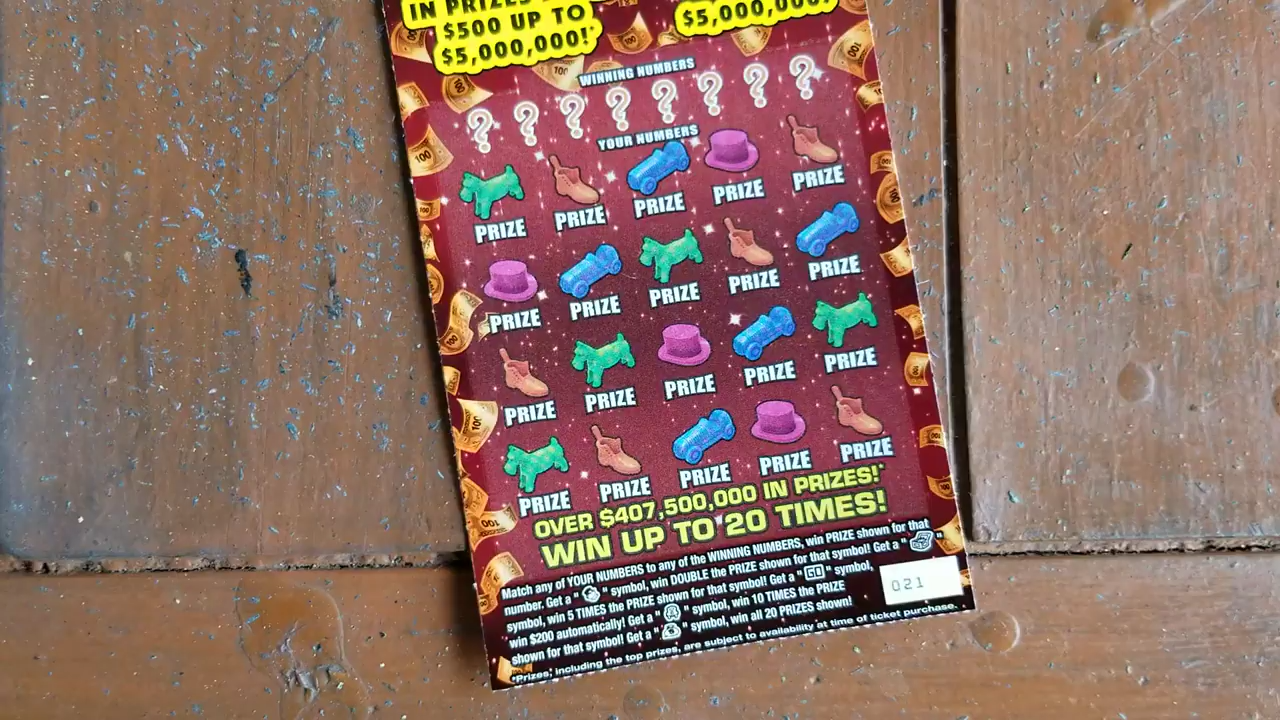 IN PRIZES
$500 UP TO
$5,000,000!*
$5,000,000!*
WINNING NUMBERS
? ? ? ? ? ? ? ?
YOUR NUMBERS
PRIZE PRIZE PRIZE PRIZE PRIZE
PRIZE PRIZE PRIZE PRIZE PRIZE
PRIZE PRIZE PRIZE PRIZE PRIZE
PRIZE PRIZE PRIZE PRIZE PRIZE
OVER $407,500,000 IN PRIZES!*
WIN UP TO 20 TIMES!
Match any of YOUR NUMBERS to any of the WINNING NUMBERS, win PRIZE shown for that
number. Get a " " symbol, win DOUBLE the PRIZE shown for that symbol! Get a " "
symbol, win 5 TIMES the PRIZE shown for that symbol! Get a "GO" symbol,
win $200 automatically! Get a " " symbol, win 10 TIMES the PRIZE
shown for that symbol! Get a " " symbol, win all 20 PRIZES shown!
*Prizes, including the top prizes, are subject to availability at time of ticket purchase.
021